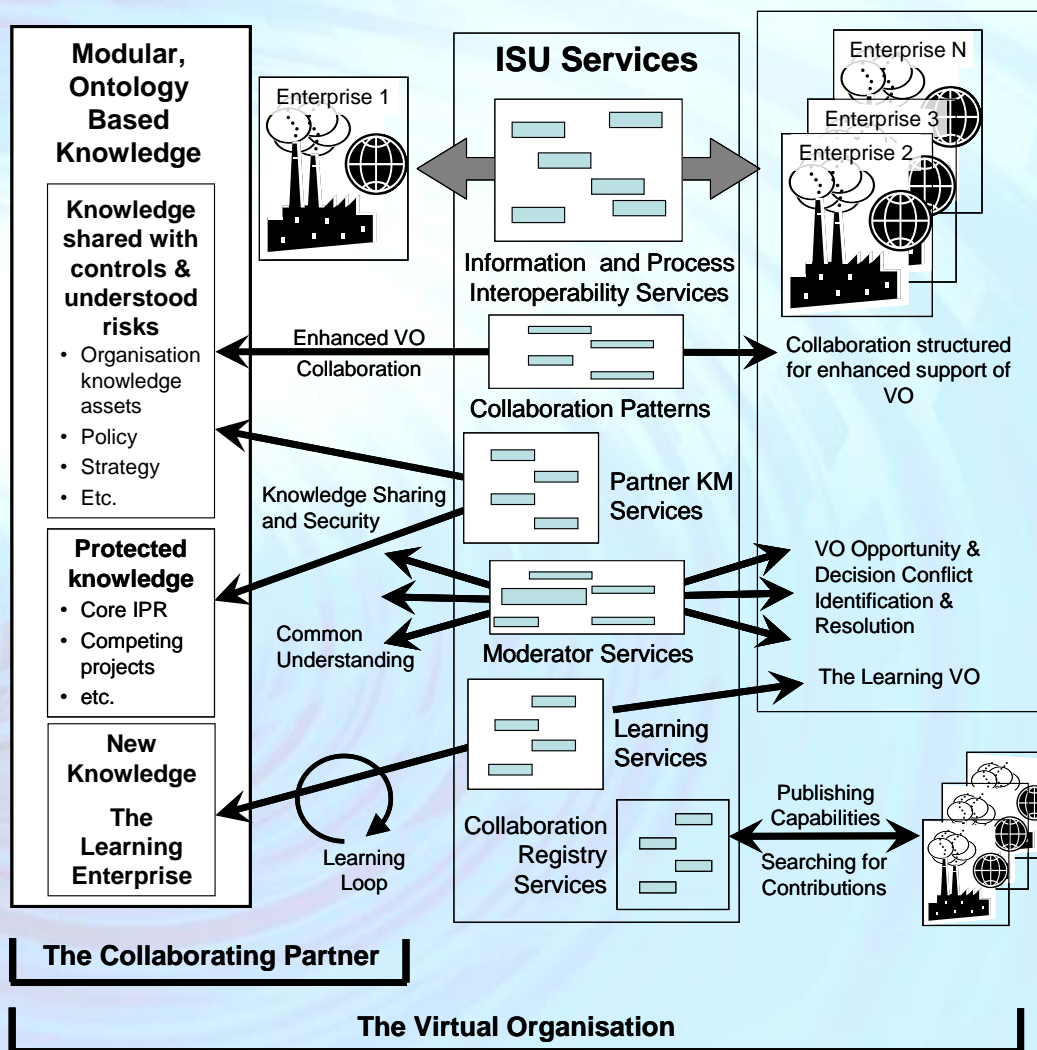 Modular,
Ontology
Based
Knowledge
Knowledge
shared with
controls &
understood
risks
• Organisation
knowledge
assets
• Policy
• Strategy
• Etc.
Protected
knowledge
• Core IPR
• Competing
projects
• etc.
New
Knowledge
The
Learning
Enterprise
Enterprise 1
Enhanced VO
Collaboration
Knowledge Sharing
and Security
Common
Understanding
Learning
Loop
ISU Services
Information and Process
Interoperability Services
Collaboration Patterns
Partner KM
Services
Moderator Services
Learning
Services
Collaboration
Registry
Services
Enterprise N
Enterprise 3
Enterprise 2
Collaboration structured
for enhanced support of
VO
VO Opportunity &
Decision Conflict
Identification &
Resolution
The Learning VO
Publishing
Capabilities
Searching for
Contributions
The Collaborating Partner
The Virtual Organisation